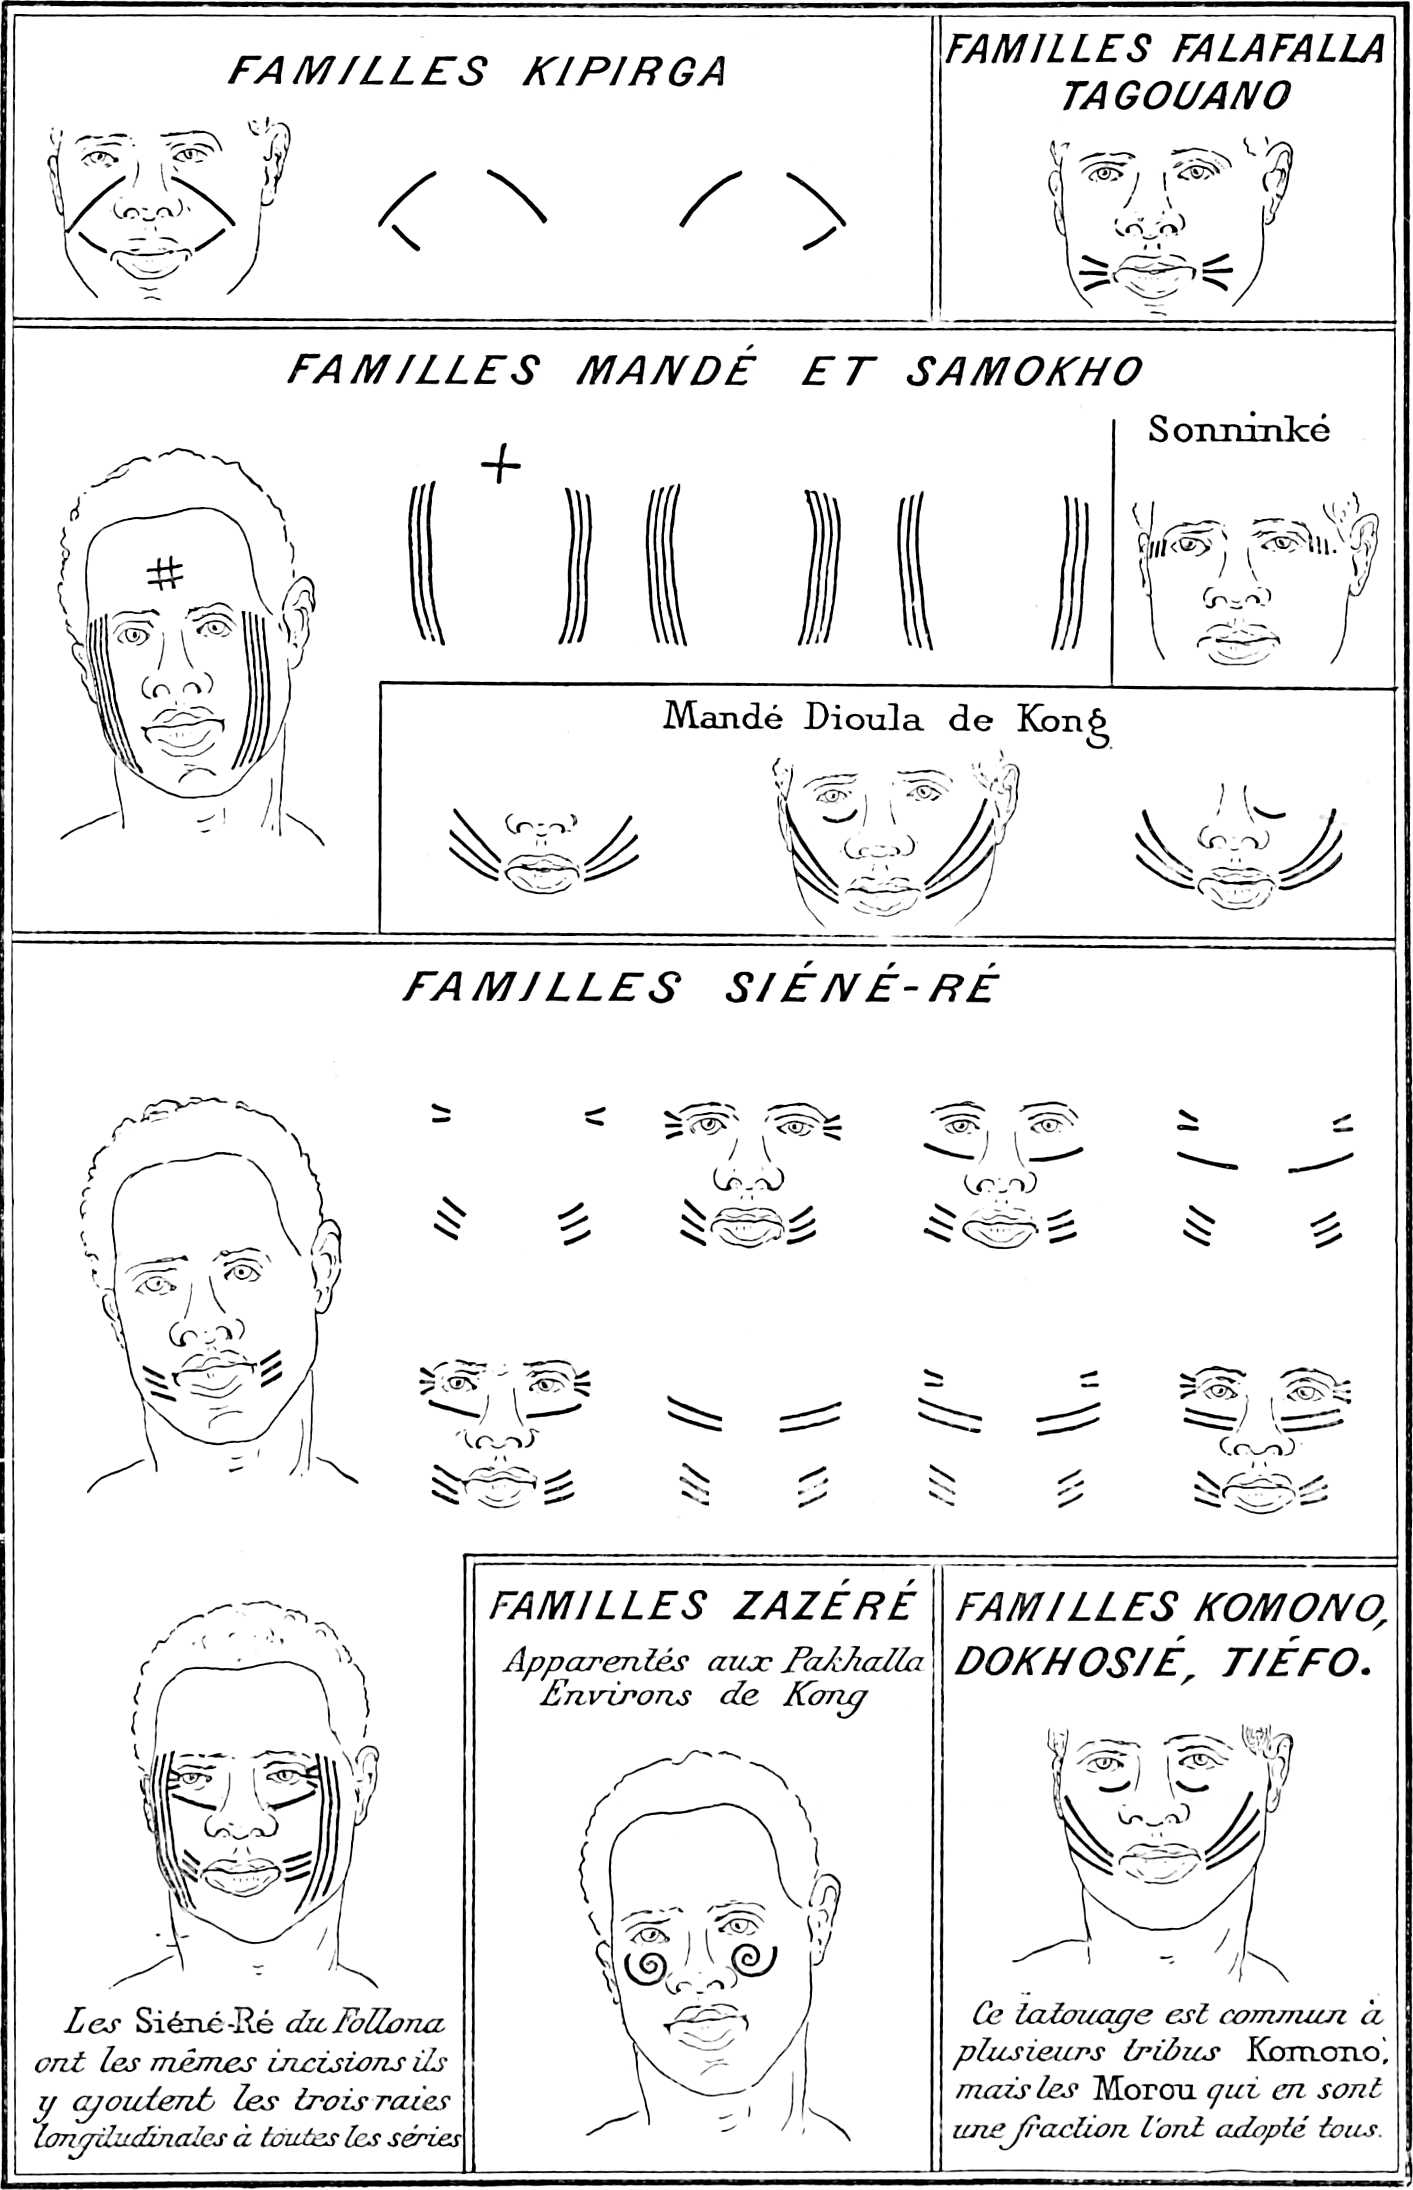 FAMILLES KIPIRGA
FAMILLES FALAFALLA
TAGOUANO
FAMILLES MANDÉ ET SAMOKHO
Sonninké
Mandé Dioula de Kong
FAMILLES SIÉNÉ-RÉ
Les Siéné-Ré du Follona
ont les mêmes incisions ils
y ajoutent les trois raies
longitudinales à toutes les séries
FAMILLES ZAZÉRÉ
Apparentés aux Pakhalla
Environs de Kong
FAMILLES KOMONO,
DOKHOSIÉ, TIÉFO.
Ce tatouage est commun à
plusieurs tribus Komono,
mais les Morou qui en sont
une fraction l'ont adopté tous.